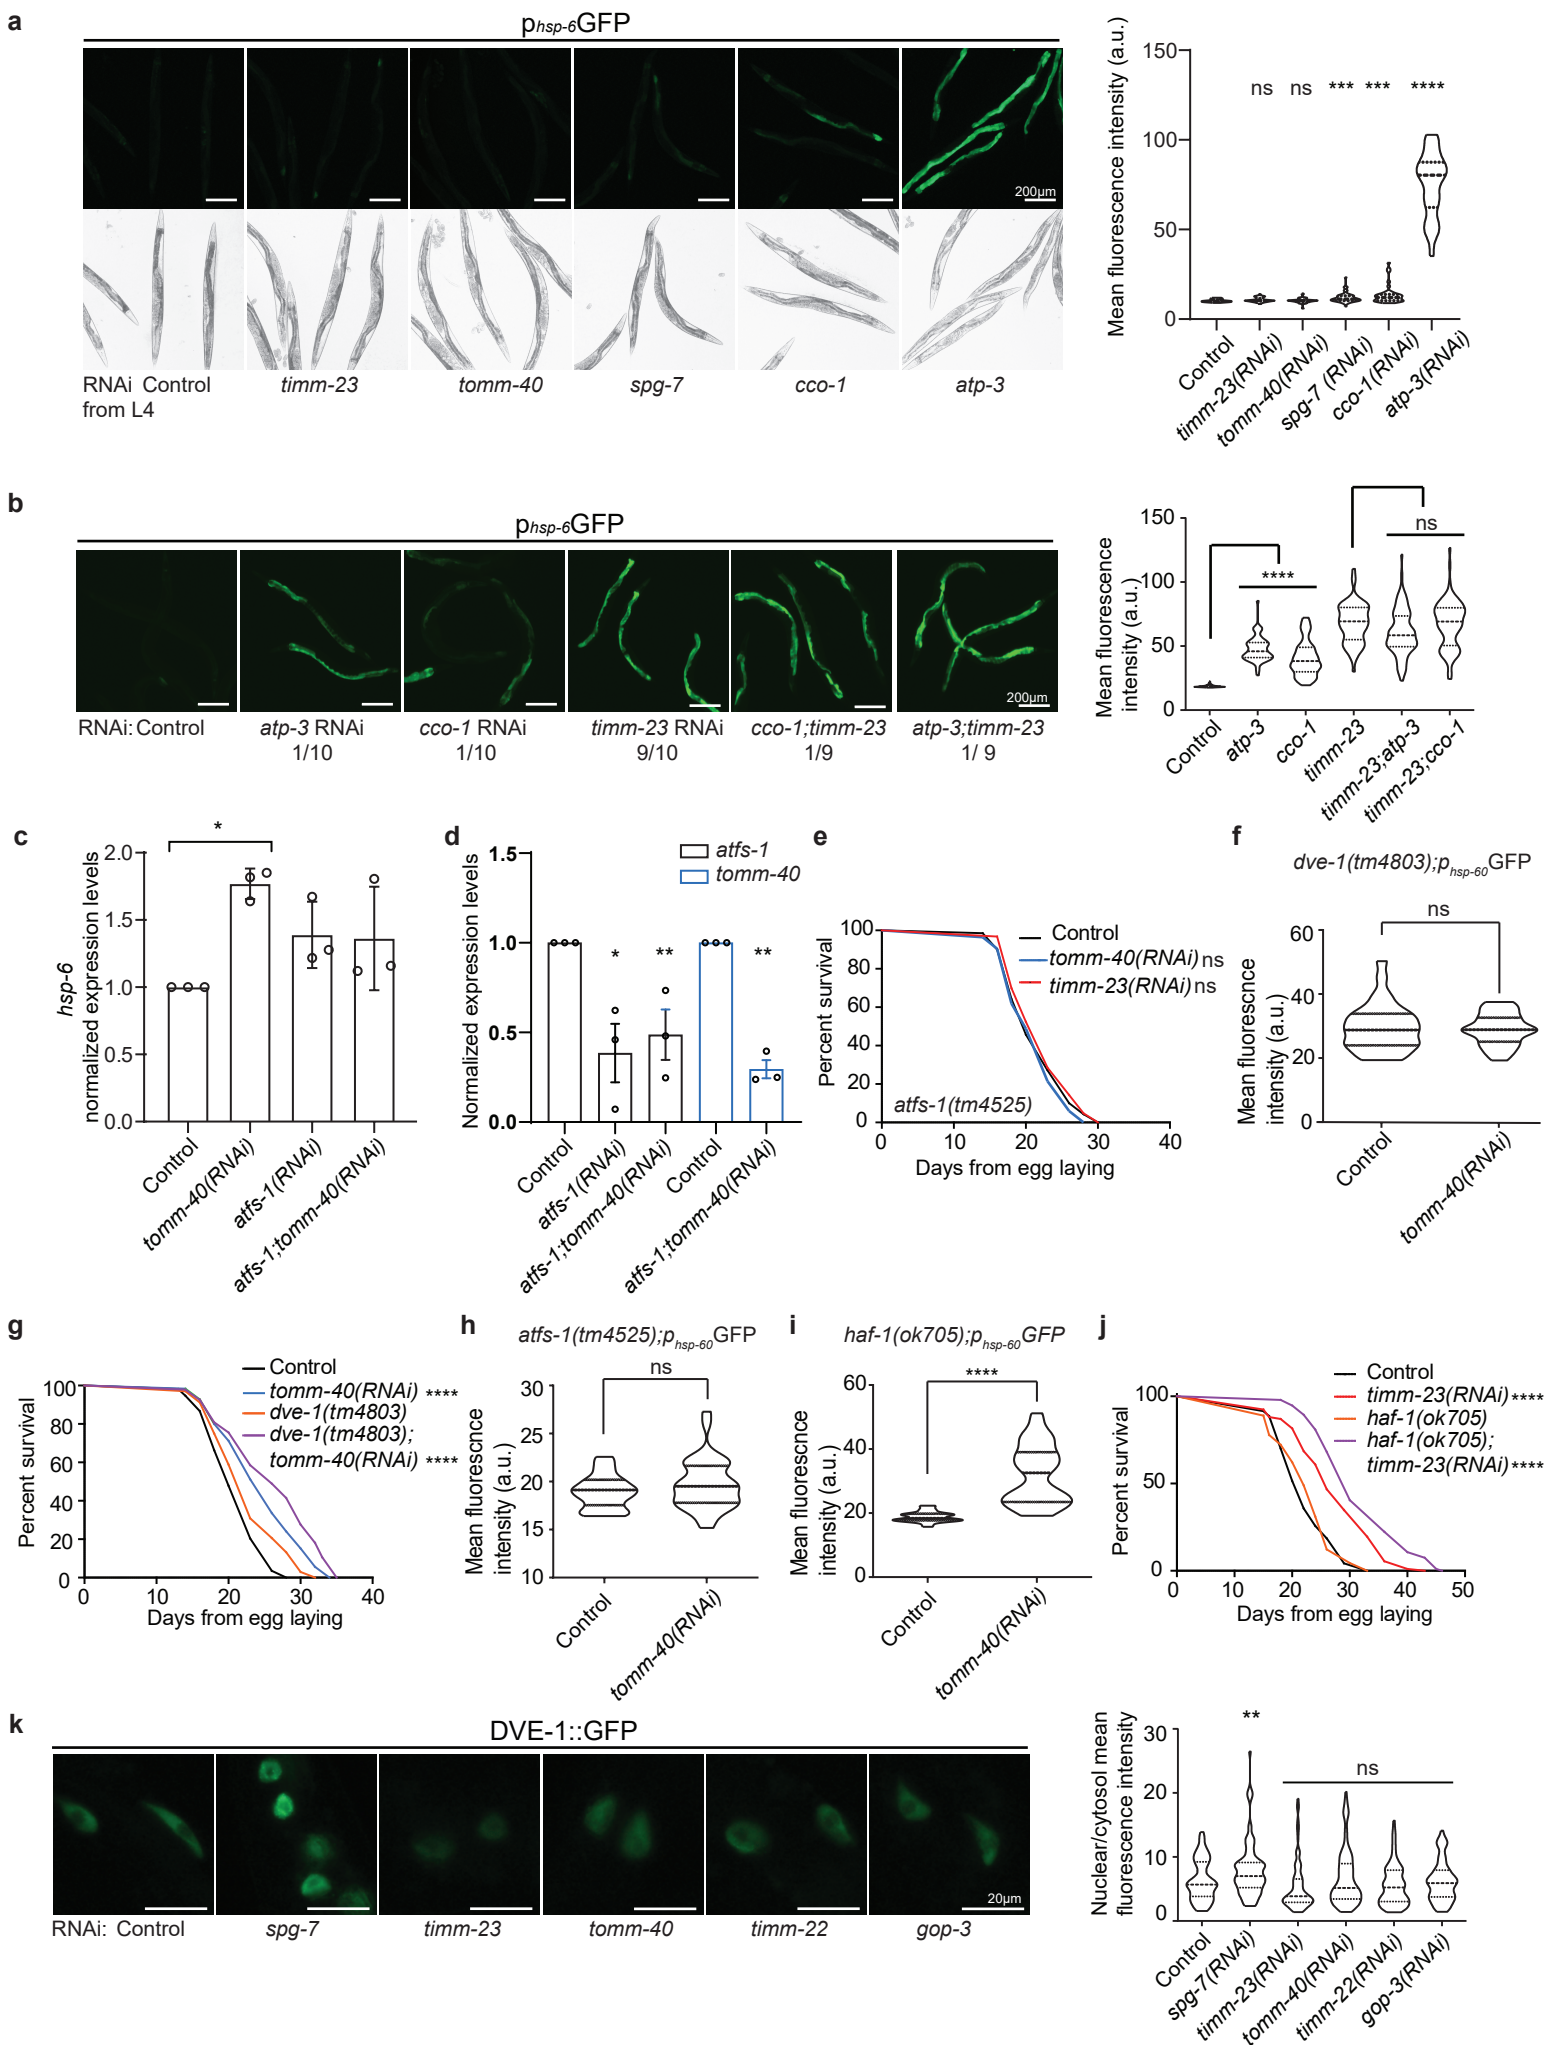 a
phsp-6GFP
200µm
RNAi Control
from L4
timm-23
tomm-40
spg-7
cco-1
atp-3
Mean fluorescence intensity (a.u.)
150
100
50
0
ns ns *** *** ****
Control
timm-23(RNAi)
tomm-40(RNAi)
spg-7 (RNAi)
cco-1(RNAi)
atp-3(RNAi)
b
phsp-6GFP
200µm
RNAi: Control
atp-3 RNAi
1/10
cco-1 RNAi
1/10
timm-23 RNAi
9/10
cco-1;timm-23
1/9
atp-3;timm-23
1/ 9
Mean fluorescence
intensity (a.u.)
150
100
50
0
****
ns
Control
atp-3
cco-1
timm-23
timm-23;atp-3
timm-23;cco-1
c
hsp-6
normalized expression levels
2.0
1.5
1.0
0.5
0.0
*
Control
tomm-40(RNAi)
atfs-1(RNAi)
atfs-1;tomm-40(RNAi)
d
Normalized expression levels
1.5
1.0
0.5
0.0
atfs-1
tomm-40
* ** **
Control
atfs-1(RNAi)
atfs-1;tomm-40(RNAi)
Control
atfs-1;tomm-40(RNAi)
e
Percent survival
100
80
60
40
20
0
Control
tomm-40(RNAi) ns
timm-23(RNAi) ns
atfs-1(tm4525)
0 10 20 30 40
Days from egg laying
f
dve-1(tm4803);phsp-60GFP
ns
Mean fluorescnce
intensity (a.u.)
60
40
20
0
Control
tomm-40(RNAi)
g
Percent survival
100
80
60
40
20
0
Control
tomm-40(RNAi) ****
dve-1(tm4803)
dve-1(tm4803);
tomm-40(RNAi) ****
0 10 20 30 40
Days from egg laying
h
atfs-1(tm4525);phsp-60GFP
ns
Mean fluorescnce
intensity (a.u.)
30
25
20
15
10
Control
tomm-40(RNAi)
i
haf-1(ok705);phsp-60GFP
****
Mean fluorescnce
intensity (a.u.)
60
40
20
0
Control
tomm-40(RNAi)
j
Percent survival
100
50
0
Control
timm-23(RNAi) ****
haf-1(ok705)
haf-1(ok705);
timm-23(RNAi) ****
0 10 20 30 40 50
Days from egg laying
k
DVE-1::GFP
20µm
RNAi: Control
spg-7
timm-23
tomm-40
timm-22
gop-3
Nuclear/cytosol mean
fluorescence intensity
30
20
10
0
**
ns
Control
spg-7(RNAi)
timm-23(RNAi)
tomm-40(RNAi)
timm-22(RNAi)
gop-3(RNAi)